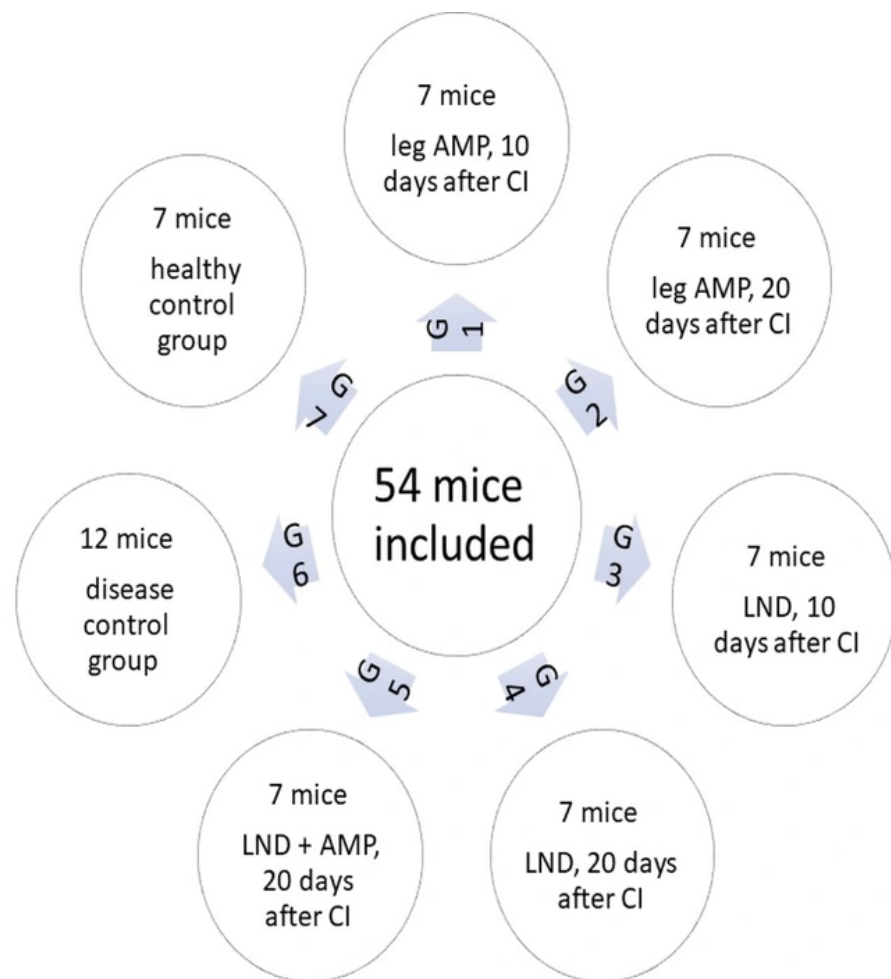 7 mice
leg AMP, 10
days after CI
7 mice
leg AMP, 20
days after CI
7 mice
LND, 10
days after CI
7 mice
LND, 20 days
after CI
7 mice
LND + AMP,
20 days
after CI
12 mice
disease
control
group
7 mice
healthy
control
group
54 mice
included
G
1
G
2
G
3
G
4
G
5
G
6
G
7